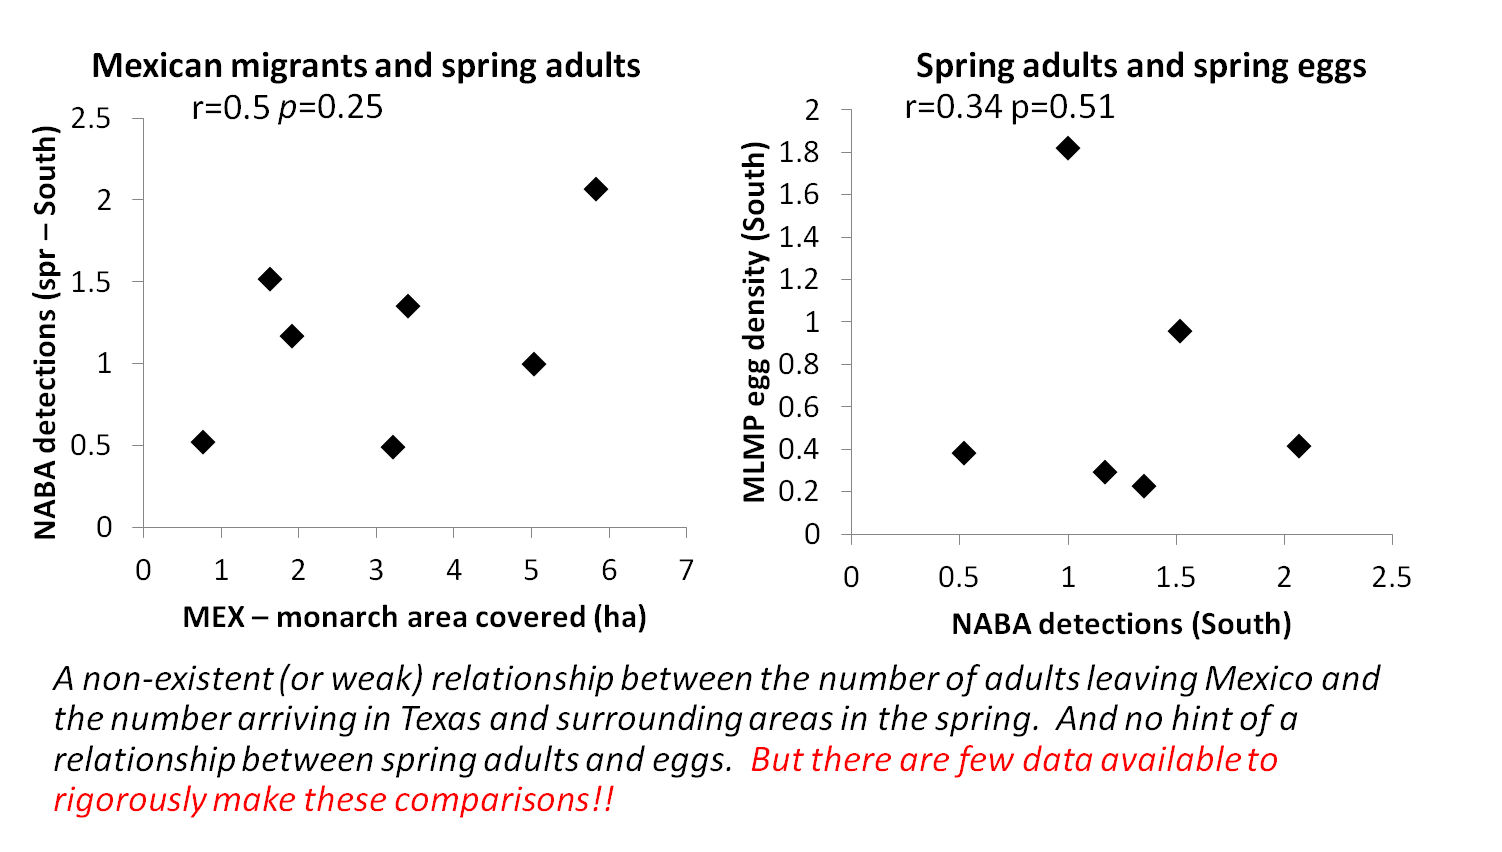 Mexican migrants and spring adults
r=0.5 p=0.25
NABA detections (spr – South)
2.5
2
1.5
1
0.5
0
0 1 2 3 4 5 6 7
MEX – monarch area covered (ha)
Spring adults and spring eggs
r=0.34 p=0.51
MLMP egg density (South)
2
1.8
1.6
1.4
1.2
1
0.8
0.6
0.4
0.2
0
0 0.5 1 1.5 2 2.5
NABA detections (South)
A non-existent (or weak) relationship between the number of adults leaving Mexico and
the number arriving in Texas and surrounding areas in the spring. And no hint of a
relationship between spring adults and eggs. But there are few data available to
rigorously make these comparisons!!